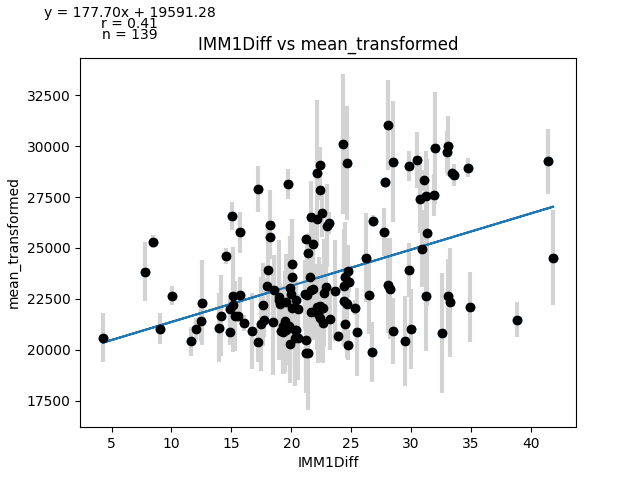 y = 177.70x + 19591.28
r = 0.41
n = 139
IMM1Diff vs mean_transformed
mean_transformed
32500
30000
27500
25000
22500
20000
17500
5 10 15 20 25 30 35 40
IMM1Diff